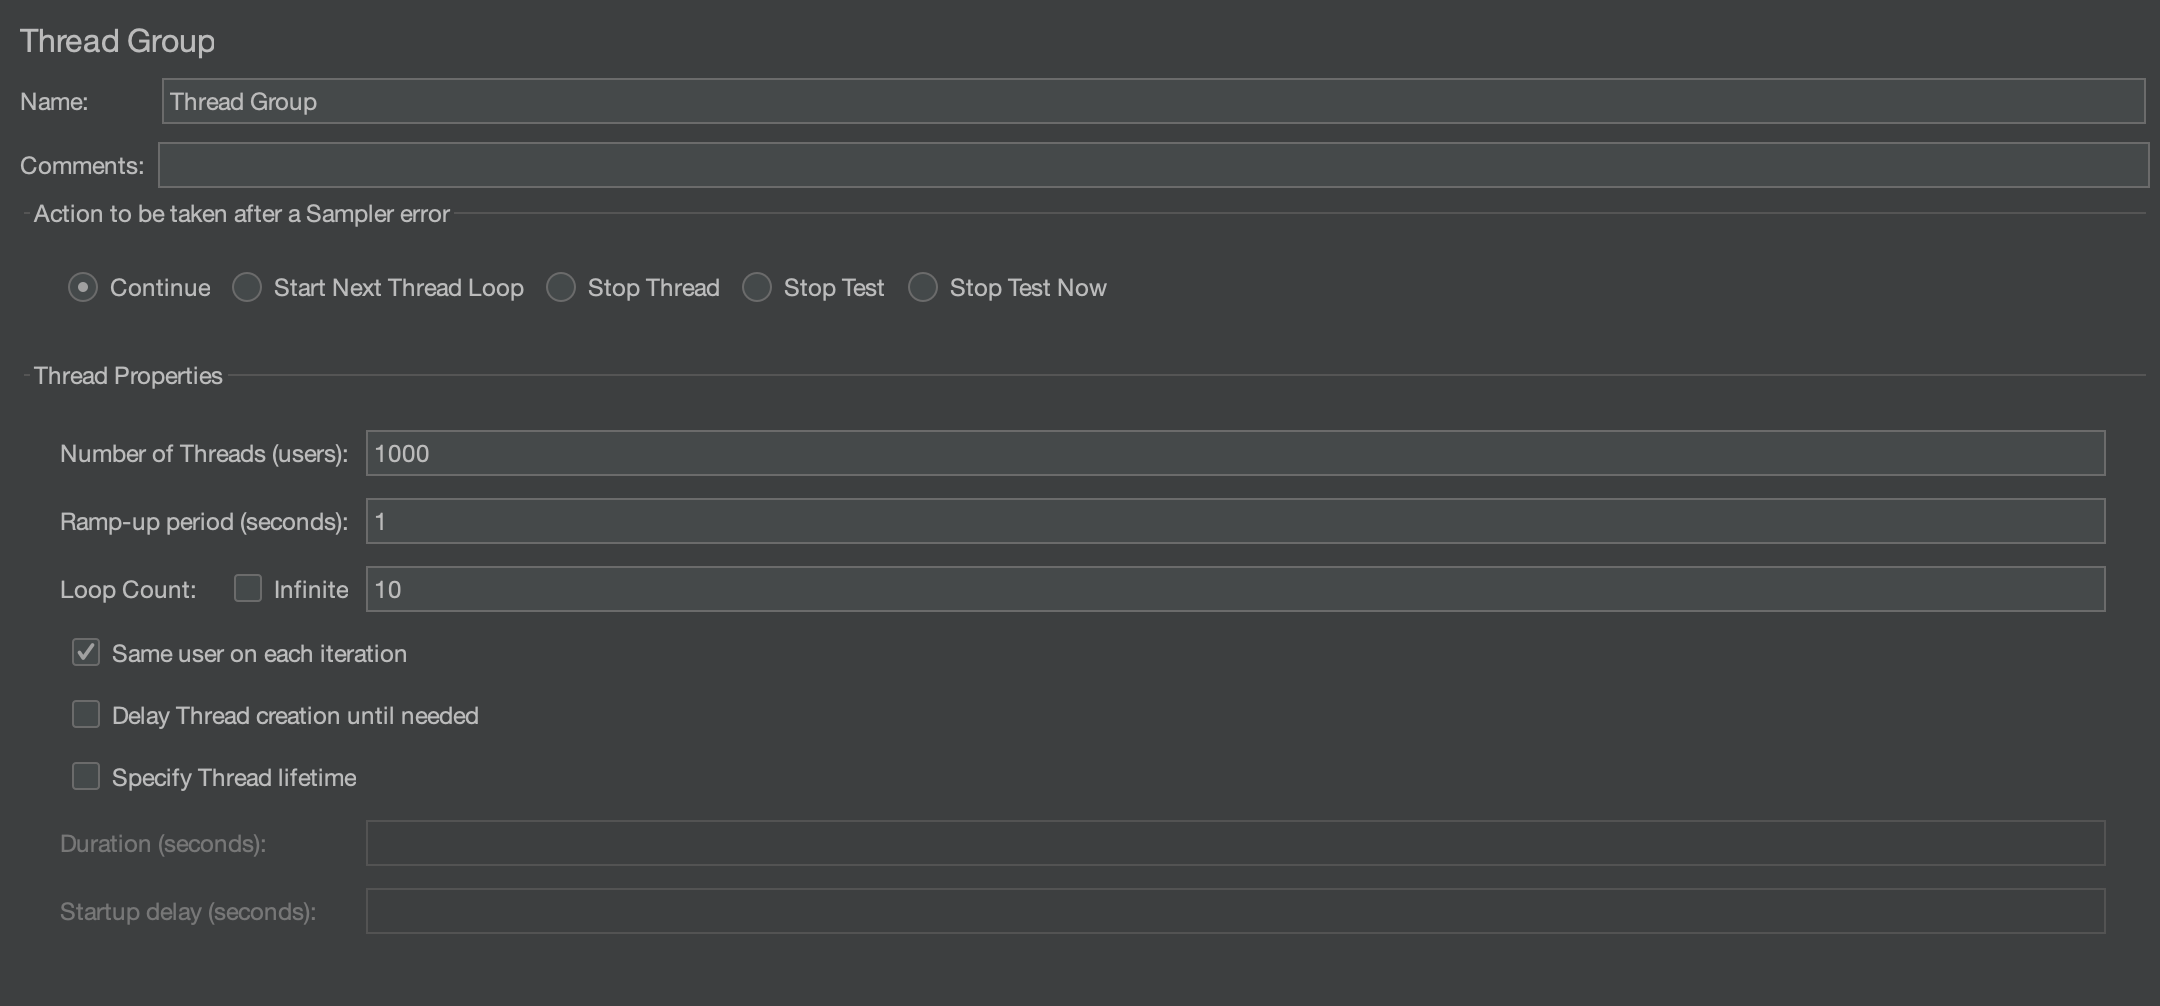 Thread Group
Name: Thread Group
Comments:
Action to be taken after a Sampler error
Continue Start Next Thread Loop Stop Thread Stop Test Stop Test Now
Thread Properties
Number of Threads (users): 1000
Ramp-up period (seconds): 1
Loop Count: Infinite 10
Same user on each iteration
Delay Thread creation until needed
Specify Thread lifetime
Duration (seconds):
Startup delay (seconds):